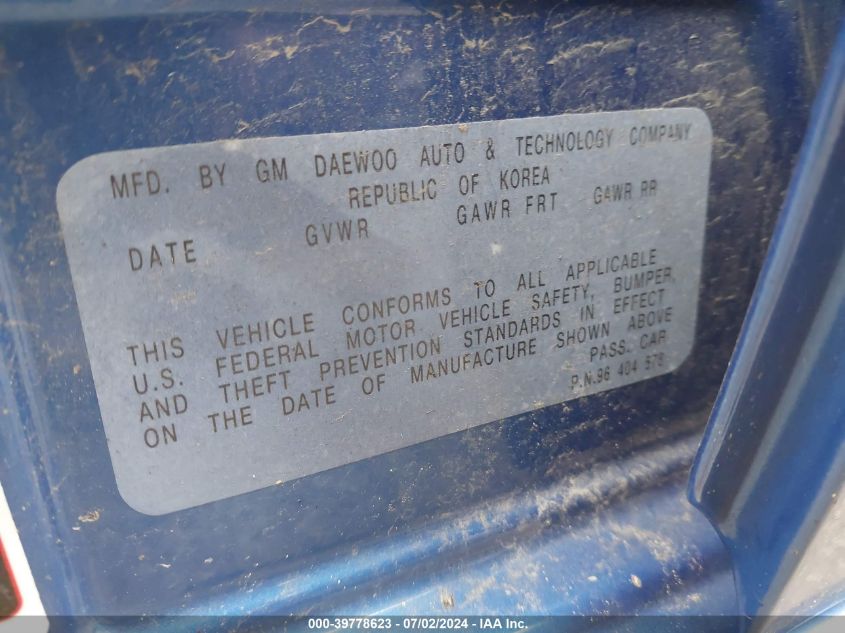 MFD. BY GM DAEWOO AUTO & TECHNOLOGY COMPANY
REPUBLIC OF KOREA
DATE GVWR GAWR FRT GAWR RR
THIS VEHICLE CONFORMS TO ALL APPLICABLE
U.S. FEDERAL MOTOR VEHICLE SAFETY, BUMPER,
AND THEFT PREVENTION STANDARDS IN EFFECT
ON THE DATE OF MANUFACTURE SHOWN ABOVE
PASS. CAR
P.N.96 404 578
000-39778623 - 07/02/2024 - IAA Inc.